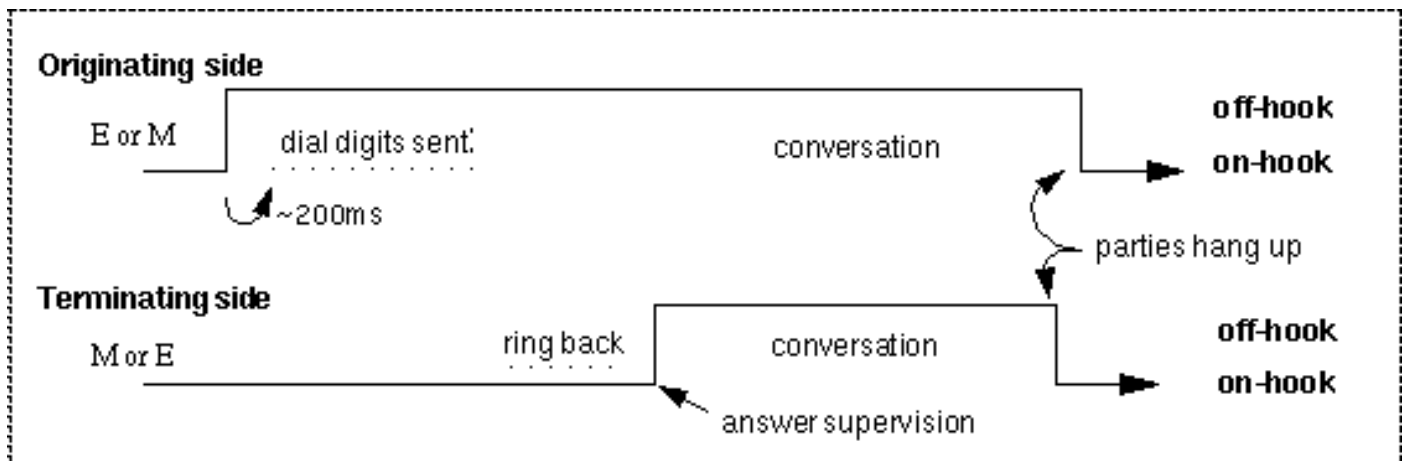 Originating side
E or M
dial digits sent.
conversation
off-hook
on-hook
~200ms
parties hang up
Terminating side
M or E
ring back
conversation
off-hook
on-hook
answer supervision